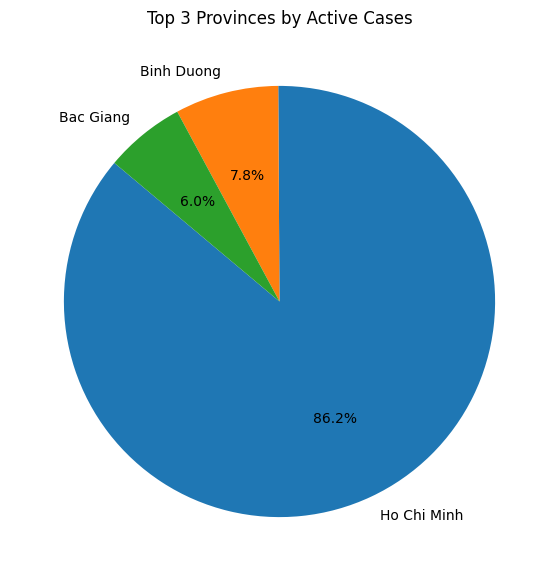 Top 3 Provinces by Active Cases
Binh Duong
Bac Giang
7.8%
6.0%
86.2%
Ho Chi Minh